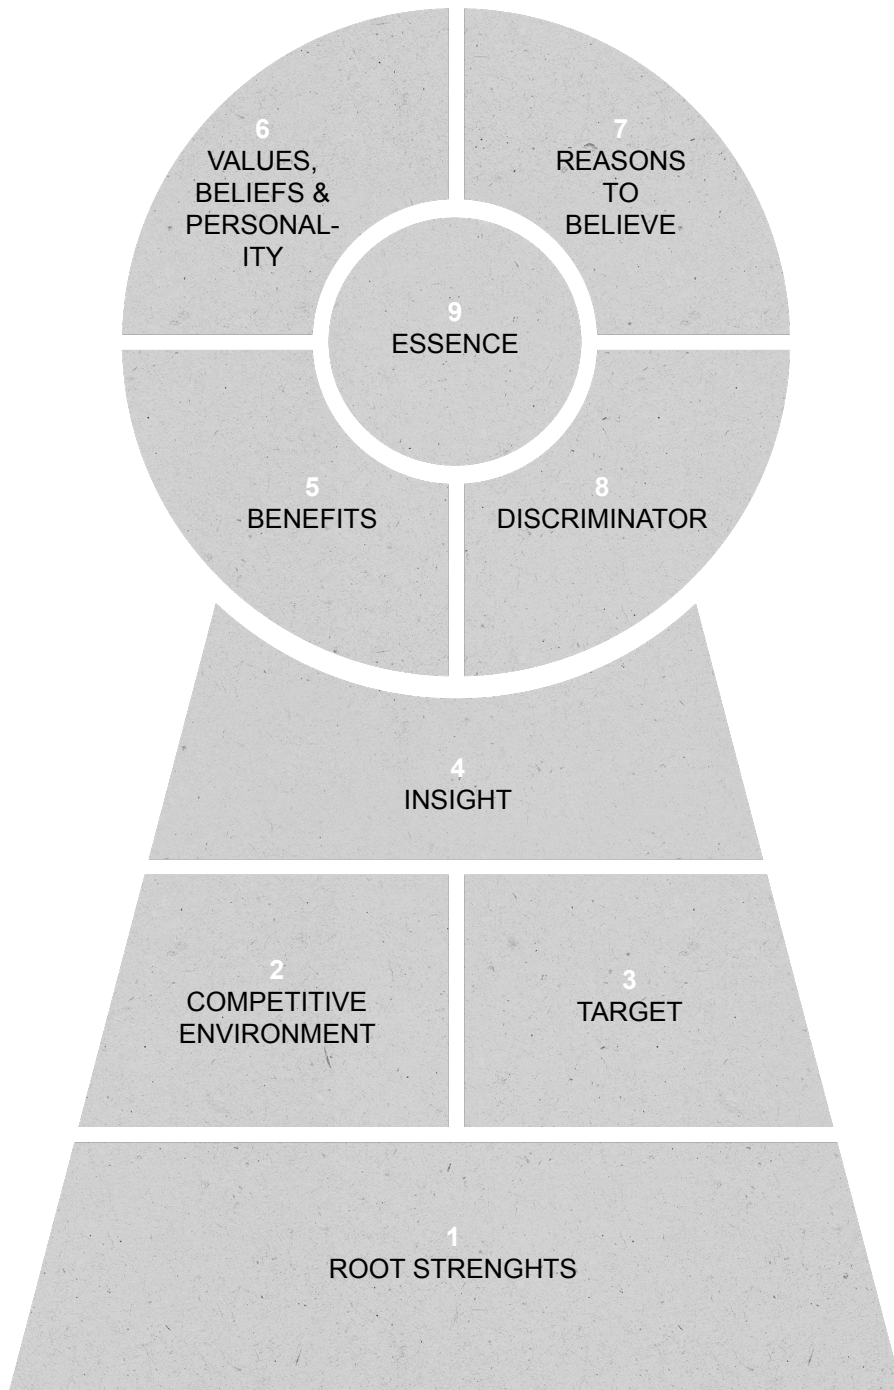 6
VALUES,
BELIEFS &
PERSONAL-
ITY
7
REASONS
TO
BELIEVE
9
ESSENCE
5
BENEFITS
8
DISCRIMINATOR
4
INSIGHT
2
COMPETITIVE
ENVIRONMENT
3
TARGET
1
ROOT STRENGHTS